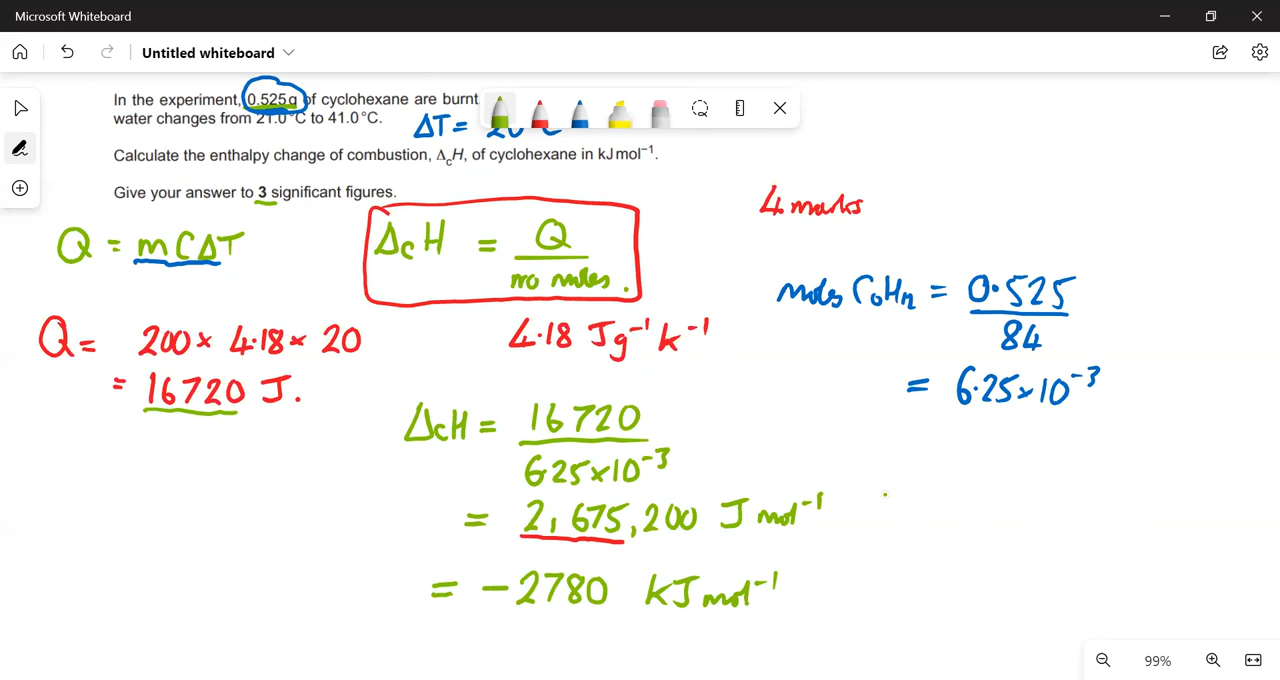 Microsoft Whiteboard
Untitled whiteboard
In the experiment, 0.525g of cyclohexane are burnt
water changes from 21.0°C to 41.0°C.
ΔT = 20°C
Calculate the enthalpy change of combustion, ΔcH, of cyclohexane in kJ mol⁻¹.
Give your answer to 3 significant figures.
4 marks
Q = mCΔT
ΔcH = Q / no moles.
moles C6H12 = 0.525 / 84
= 6.25×10⁻³
Q = 200 × 4.18 × 20
4.18 Jg⁻¹K⁻¹
= 16720 J.
ΔcH = 16720 / 6.25×10⁻³
= 2,675,200 J mol⁻¹
= -2780 kJ mol⁻¹
99%